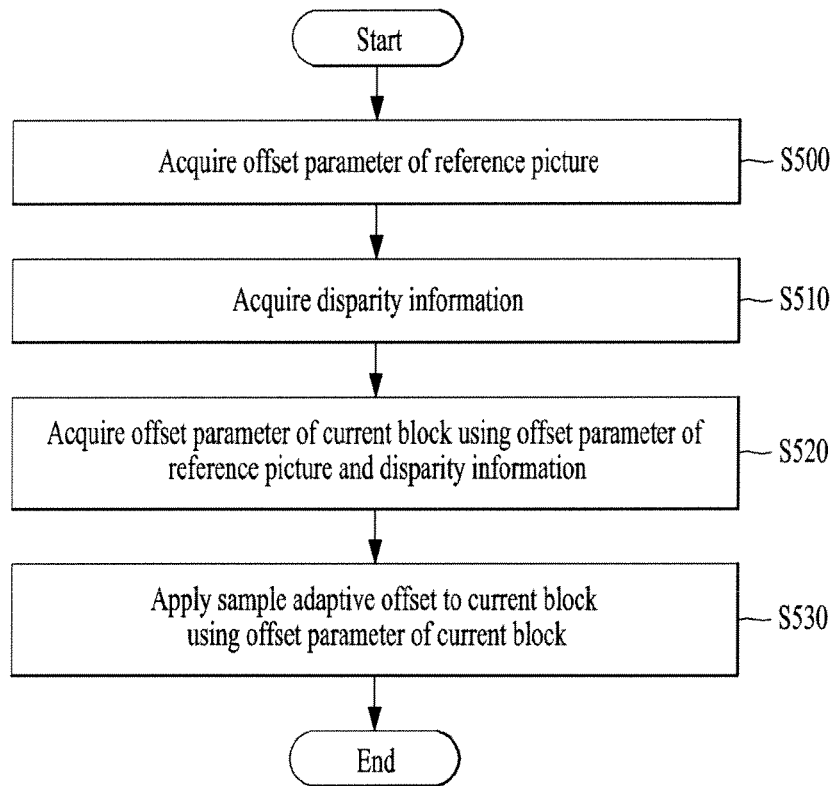 Start
Acquire offset parameter of reference picture
S500
Acquire disparity information
S510
Acquire offset parameter of current block using offset parameter of
reference picture and disparity information
S520
Apply sample adaptive offset to current block
using offset parameter of current block
S530
End